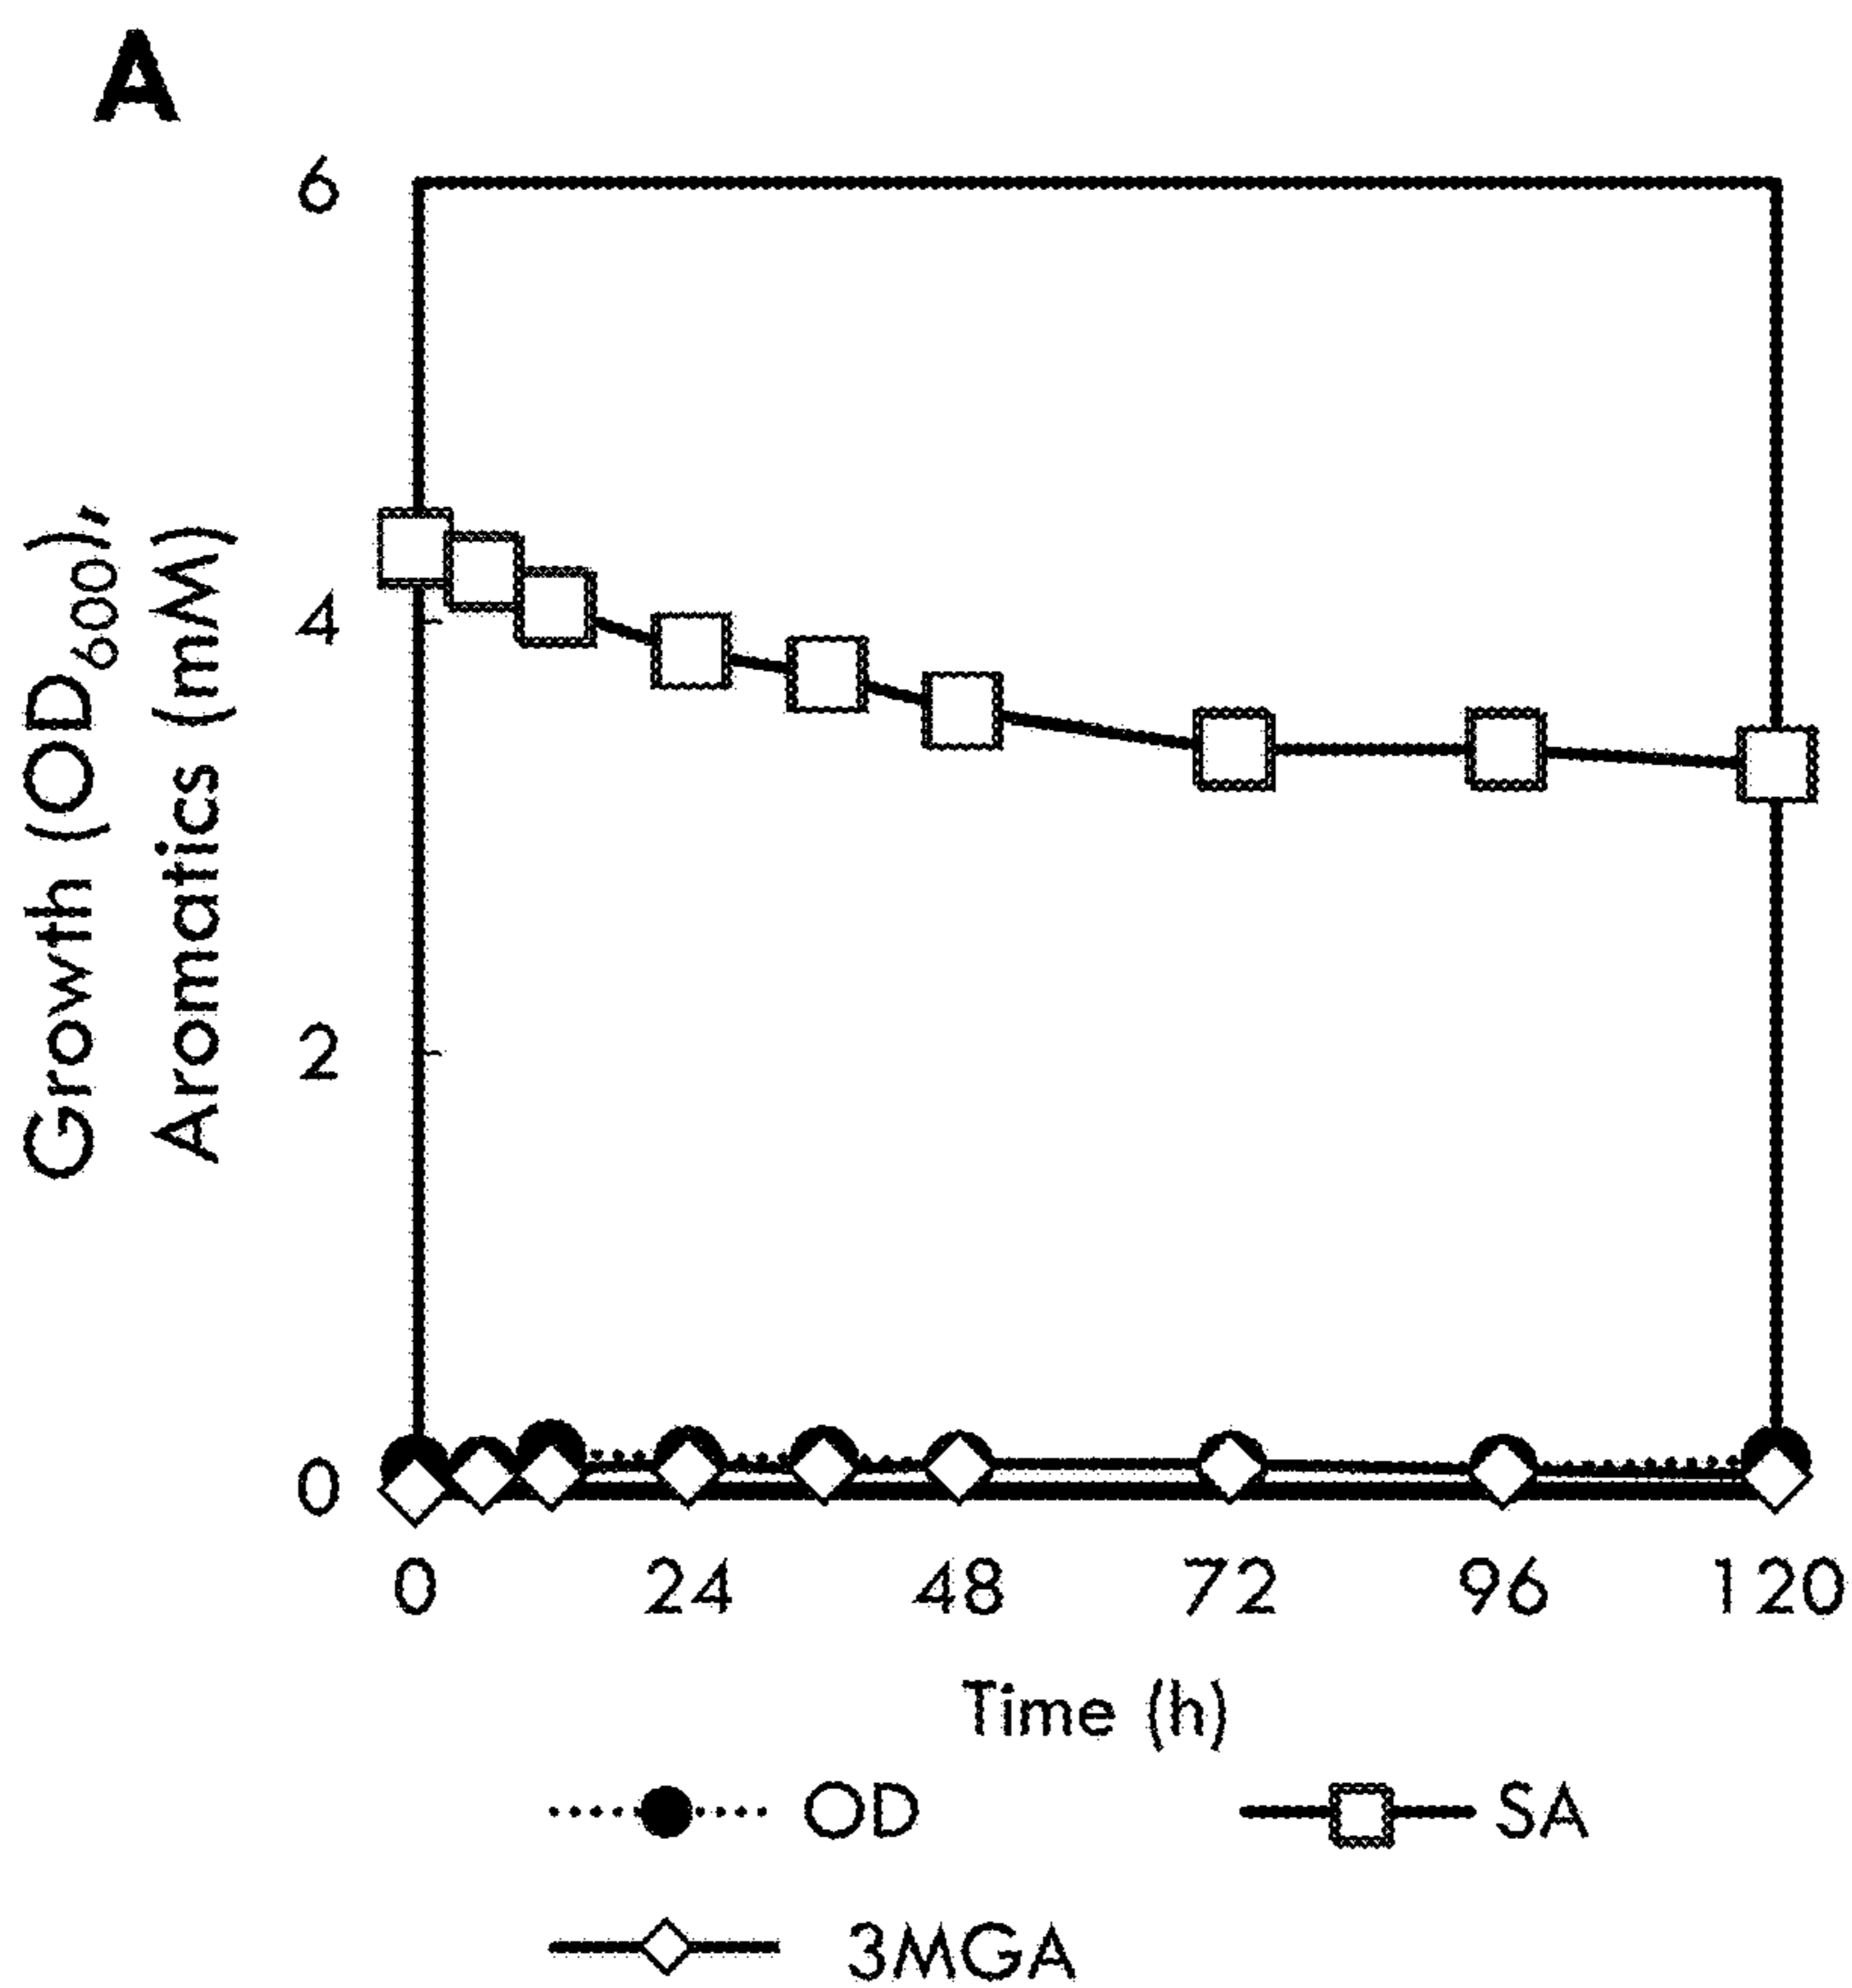 A
6
4
2
0
Growth (OD600),
Aromatics (mM)
0 24 48 72 96 120
Time (h)
OD SA
3MGA